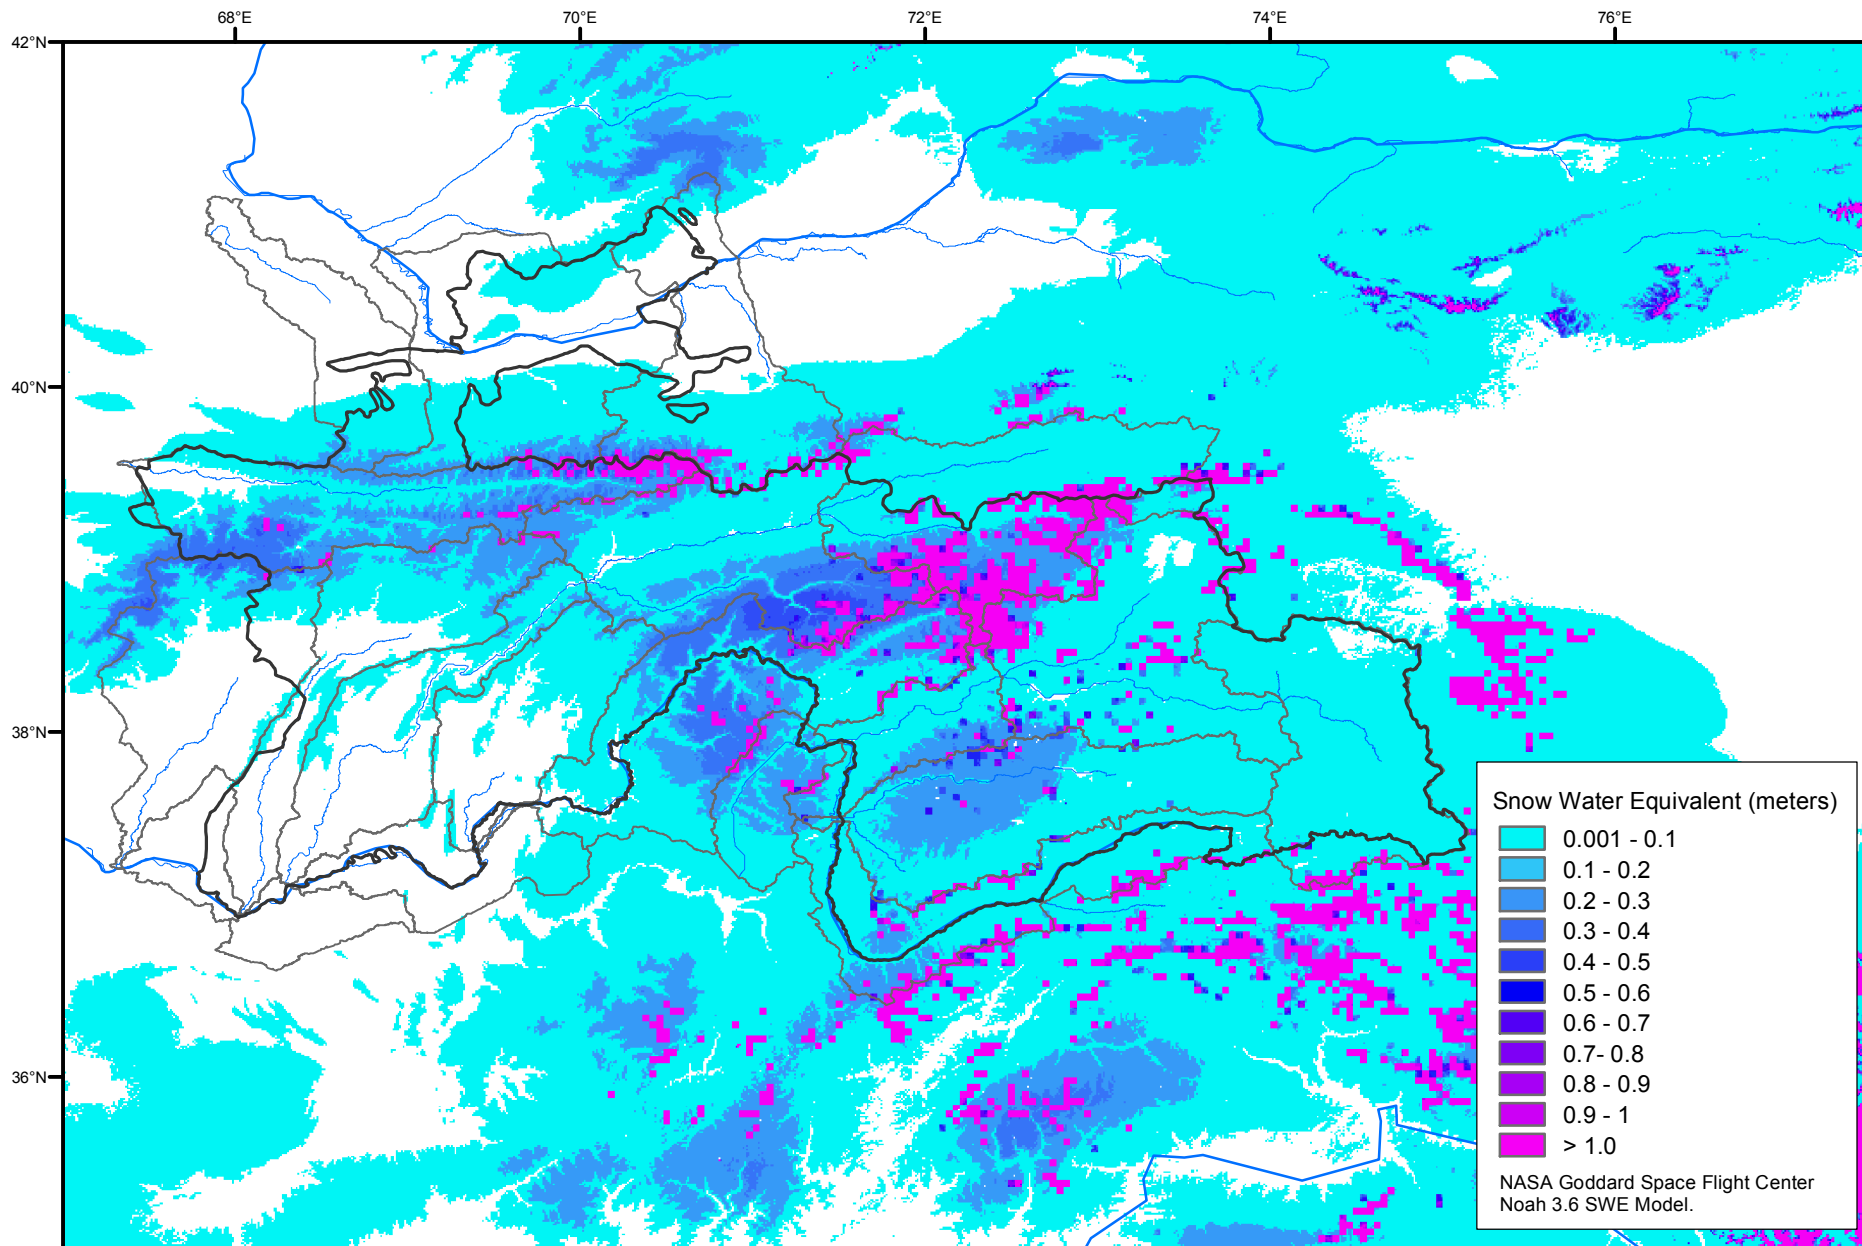 68°E 70°E 72°E 74°E 76°E
42°N
40°N
38°N
36°N
Snow Water Equivalent (meters)
0.001 - 0.1
0.1 - 0.2
0.2 - 0.3
0.3 - 0.4
0.4 - 0.5
0.5 - 0.6
0.6 - 0.7
0.7- 0.8
0.8 - 0.9
0.9 - 1
> 1.0
NASA Goddard Space Flight Center
Noah 3.6 SWE Model.